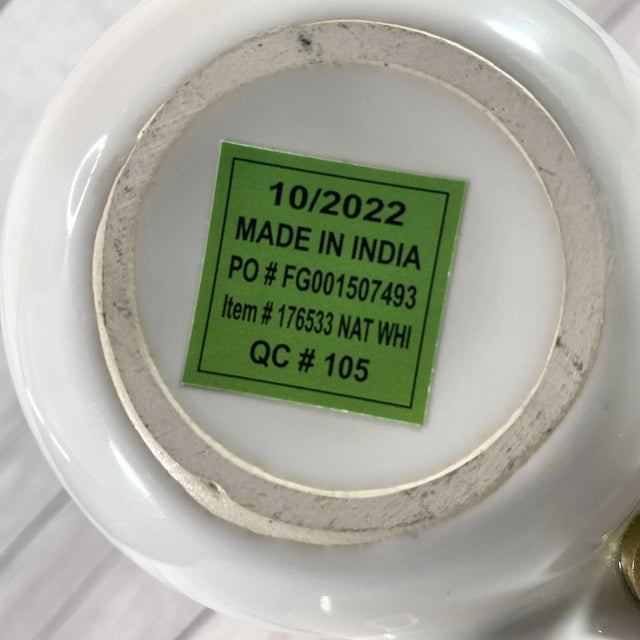 10/2022
MADE IN INDIA
PO # FG001507493
Item # 176533 NAT WHI
QC # 105